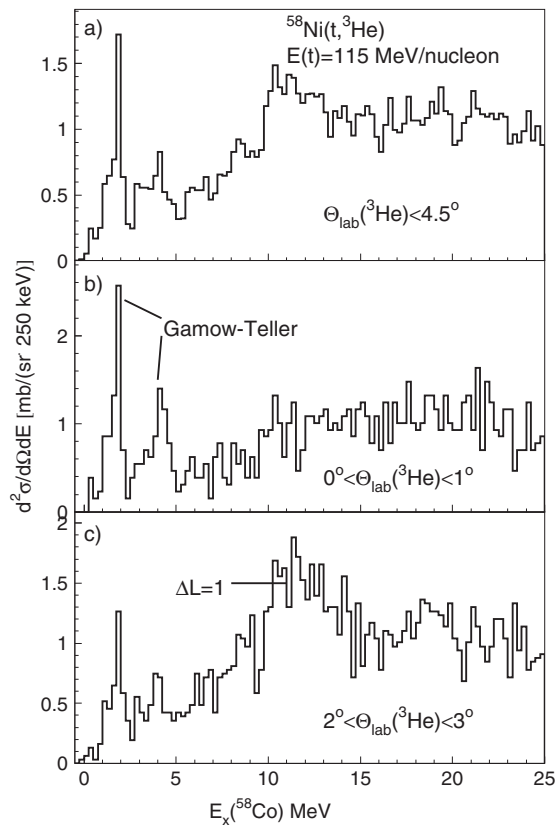 a)
⁵⁸Ni(t,³He)
E(t)=115 MeV/nucleon
Θlab(³He)<4.5°
1.5
1
0.5
0
b)
Gamow-Teller
0°<Θlab(³He)<1°
2
1
0
c)
ΔL=1
2°<Θlab(³He)<3°
2
1.5
1
0.5
0
d²σ/dΩdE [mb/(sr 250 keV)]
0 5 10 15 20 25
Eₓ(⁵⁸Co) MeV